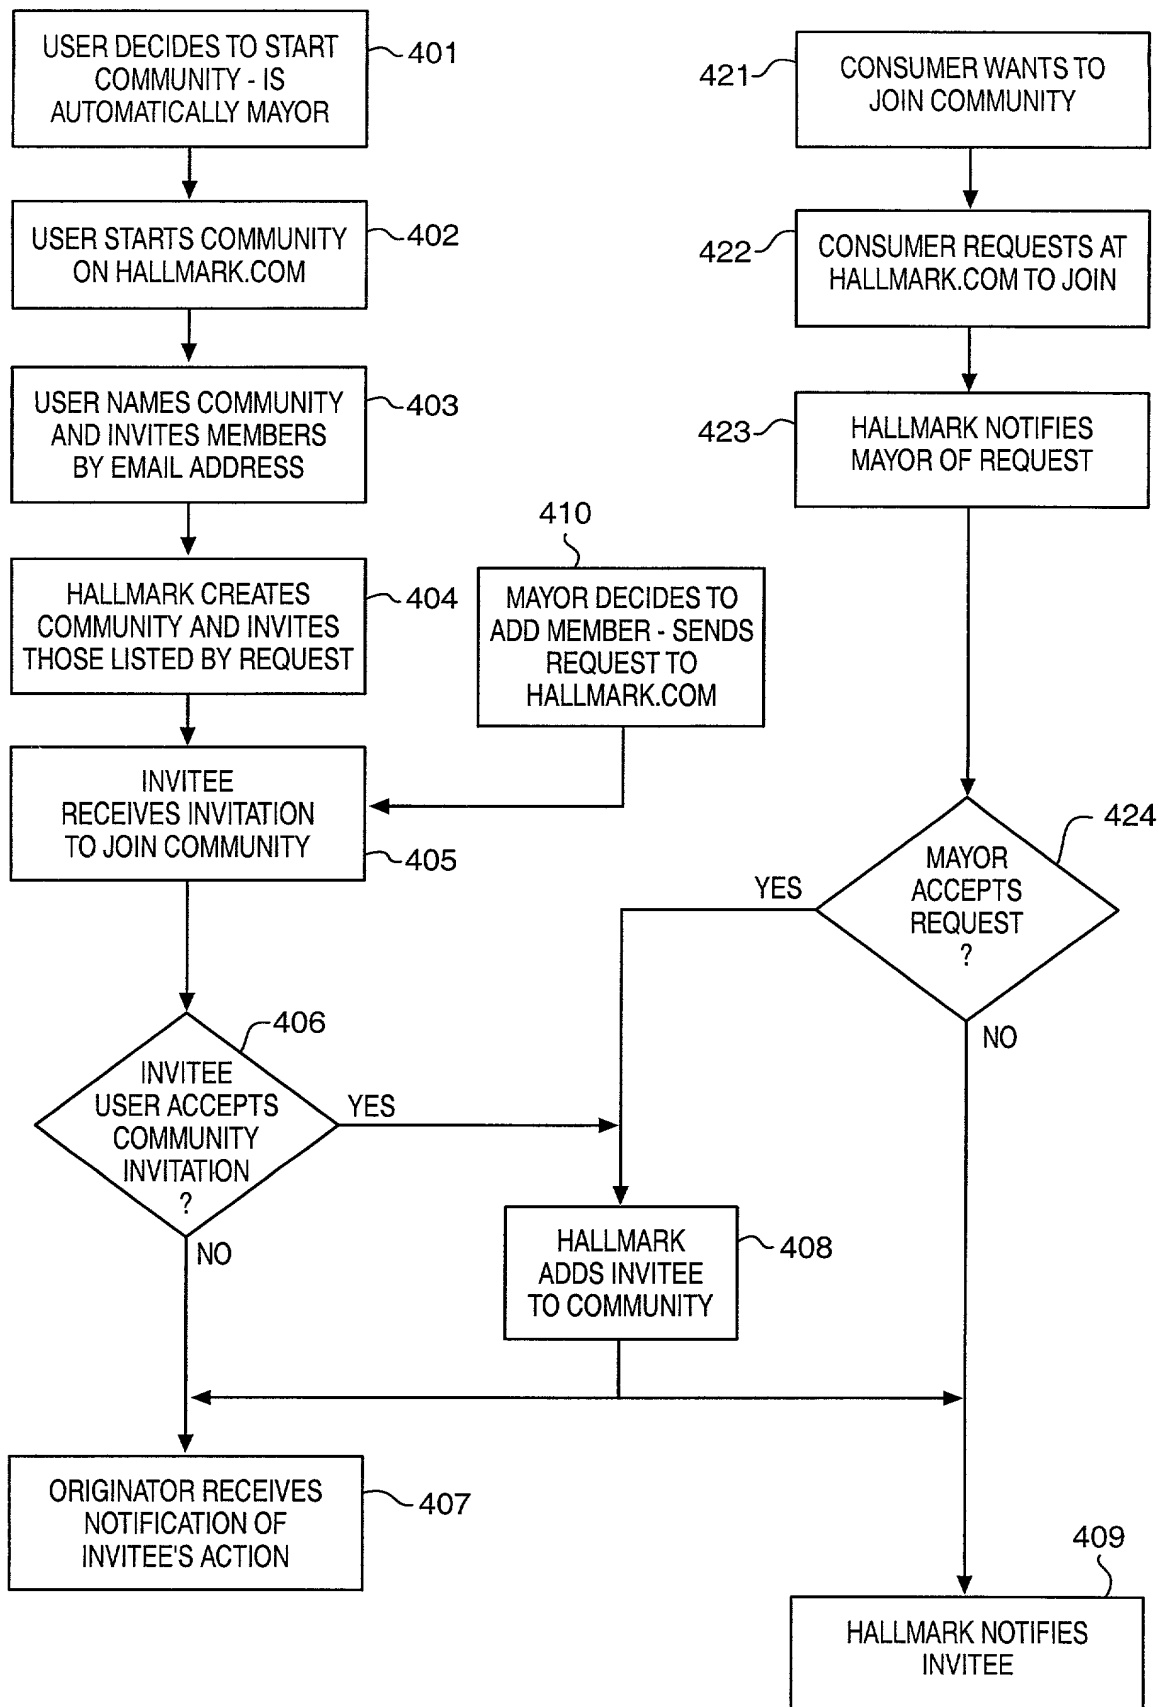 USER DECIDES TO START
COMMUNITY - IS
AUTOMATICALLY MAYOR
401
USER STARTS COMMUNITY
ON HALLMARK.COM
402
USER NAMES COMMUNITY
AND INVITES MEMBERS
BY EMAIL ADDRESS
403
HALLMARK CREATES
COMMUNITY AND INVITES
THOSE LISTED BY REQUEST
404
410
MAYOR DECIDES TO
ADD MEMBER - SENDS
REQUEST TO
HALLMARK.COM
INVITEE
RECEIVES INVITATION
TO JOIN COMMUNITY
405
406
INVITEE
USER ACCEPTS
COMMUNITY
INVITATION
?
YES
NO
421
CONSUMER WANTS TO
JOIN COMMUNITY
422
CONSUMER REQUESTS AT
HALLMARK.COM TO JOIN
423
HALLMARK NOTIFIES
MAYOR OF REQUEST
424
MAYOR
ACCEPTS
REQUEST
?
YES
NO
HALLMARK
ADDS INVITEE
TO COMMUNITY
408
ORIGINATOR RECEIVES
NOTIFICATION OF
INVITEE'S ACTION
407
409
HALLMARK NOTIFIES
INVITEE